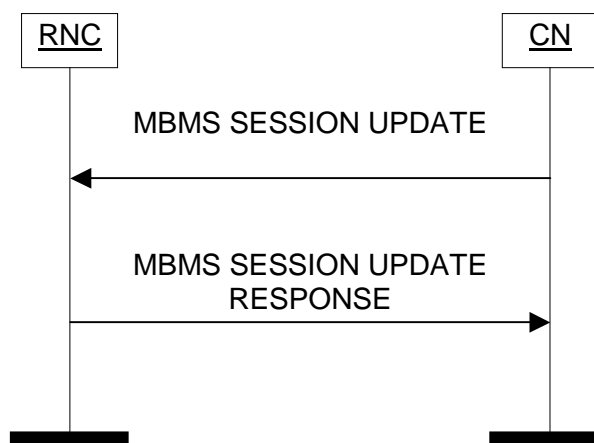 RNC
CN
MBMS SESSION UPDATE
MBMS SESSION UPDATE
RESPONSE